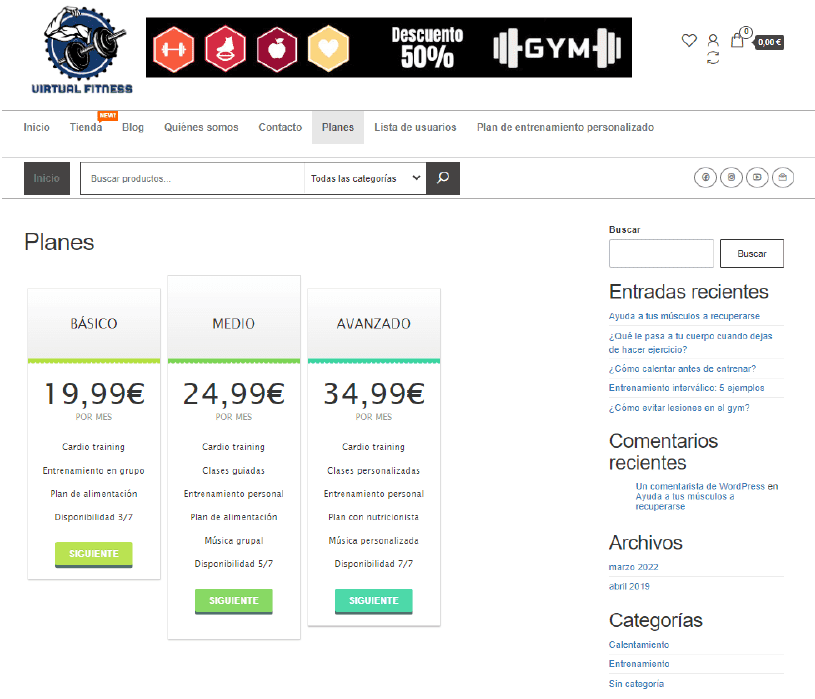 VIRTUAL FITNESS
Descuento
50%
GYM
0
0,00 €
NEW!
Inicio Tienda Blog Quiénes somos Contacto Planes Lista de usuarios Plan de entrenamiento personalizado
Inicio
Buscar productos...
Todas las categorías
Planes
BÁSICO
19,99€
POR MES
Cardio training
Entrenamiento en grupo
Plan de alimentación
Disponibilidad 3/7
SIGUIENTE
MEDIO
24,99€
POR MES
Cardio training
Clases guiadas
Entrenamiento personal
Plan de alimentación
Música grupal
Disponibilidad 5/7
SIGUIENTE
AVANZADO
34,99€
POR MES
Cardio training
Clases personalizadas
Entrenamiento personal
Plan con nutricionista
Música personalizada
Disponibilidad 7/7
SIGUIENTE
Buscar
Buscar
Entradas recientes
Ayuda a tus músculos a recuperarse
¿Qué le pasa a tu cuerpo cuando dejas
de hacer ejercicio?
¿Cómo calentar antes de entrenar?
Entrenamiento interválico: 5 ejemplos
¿Cómo evitar lesiones en el gym?
Comentarios
recientes
Un comentarista de WordPress en
Ayuda a tus músculos a
recuperarse
Archivos
marzo 2022
abril 2019
Categorías
Calentamiento
Entrenamiento
Sin categoría